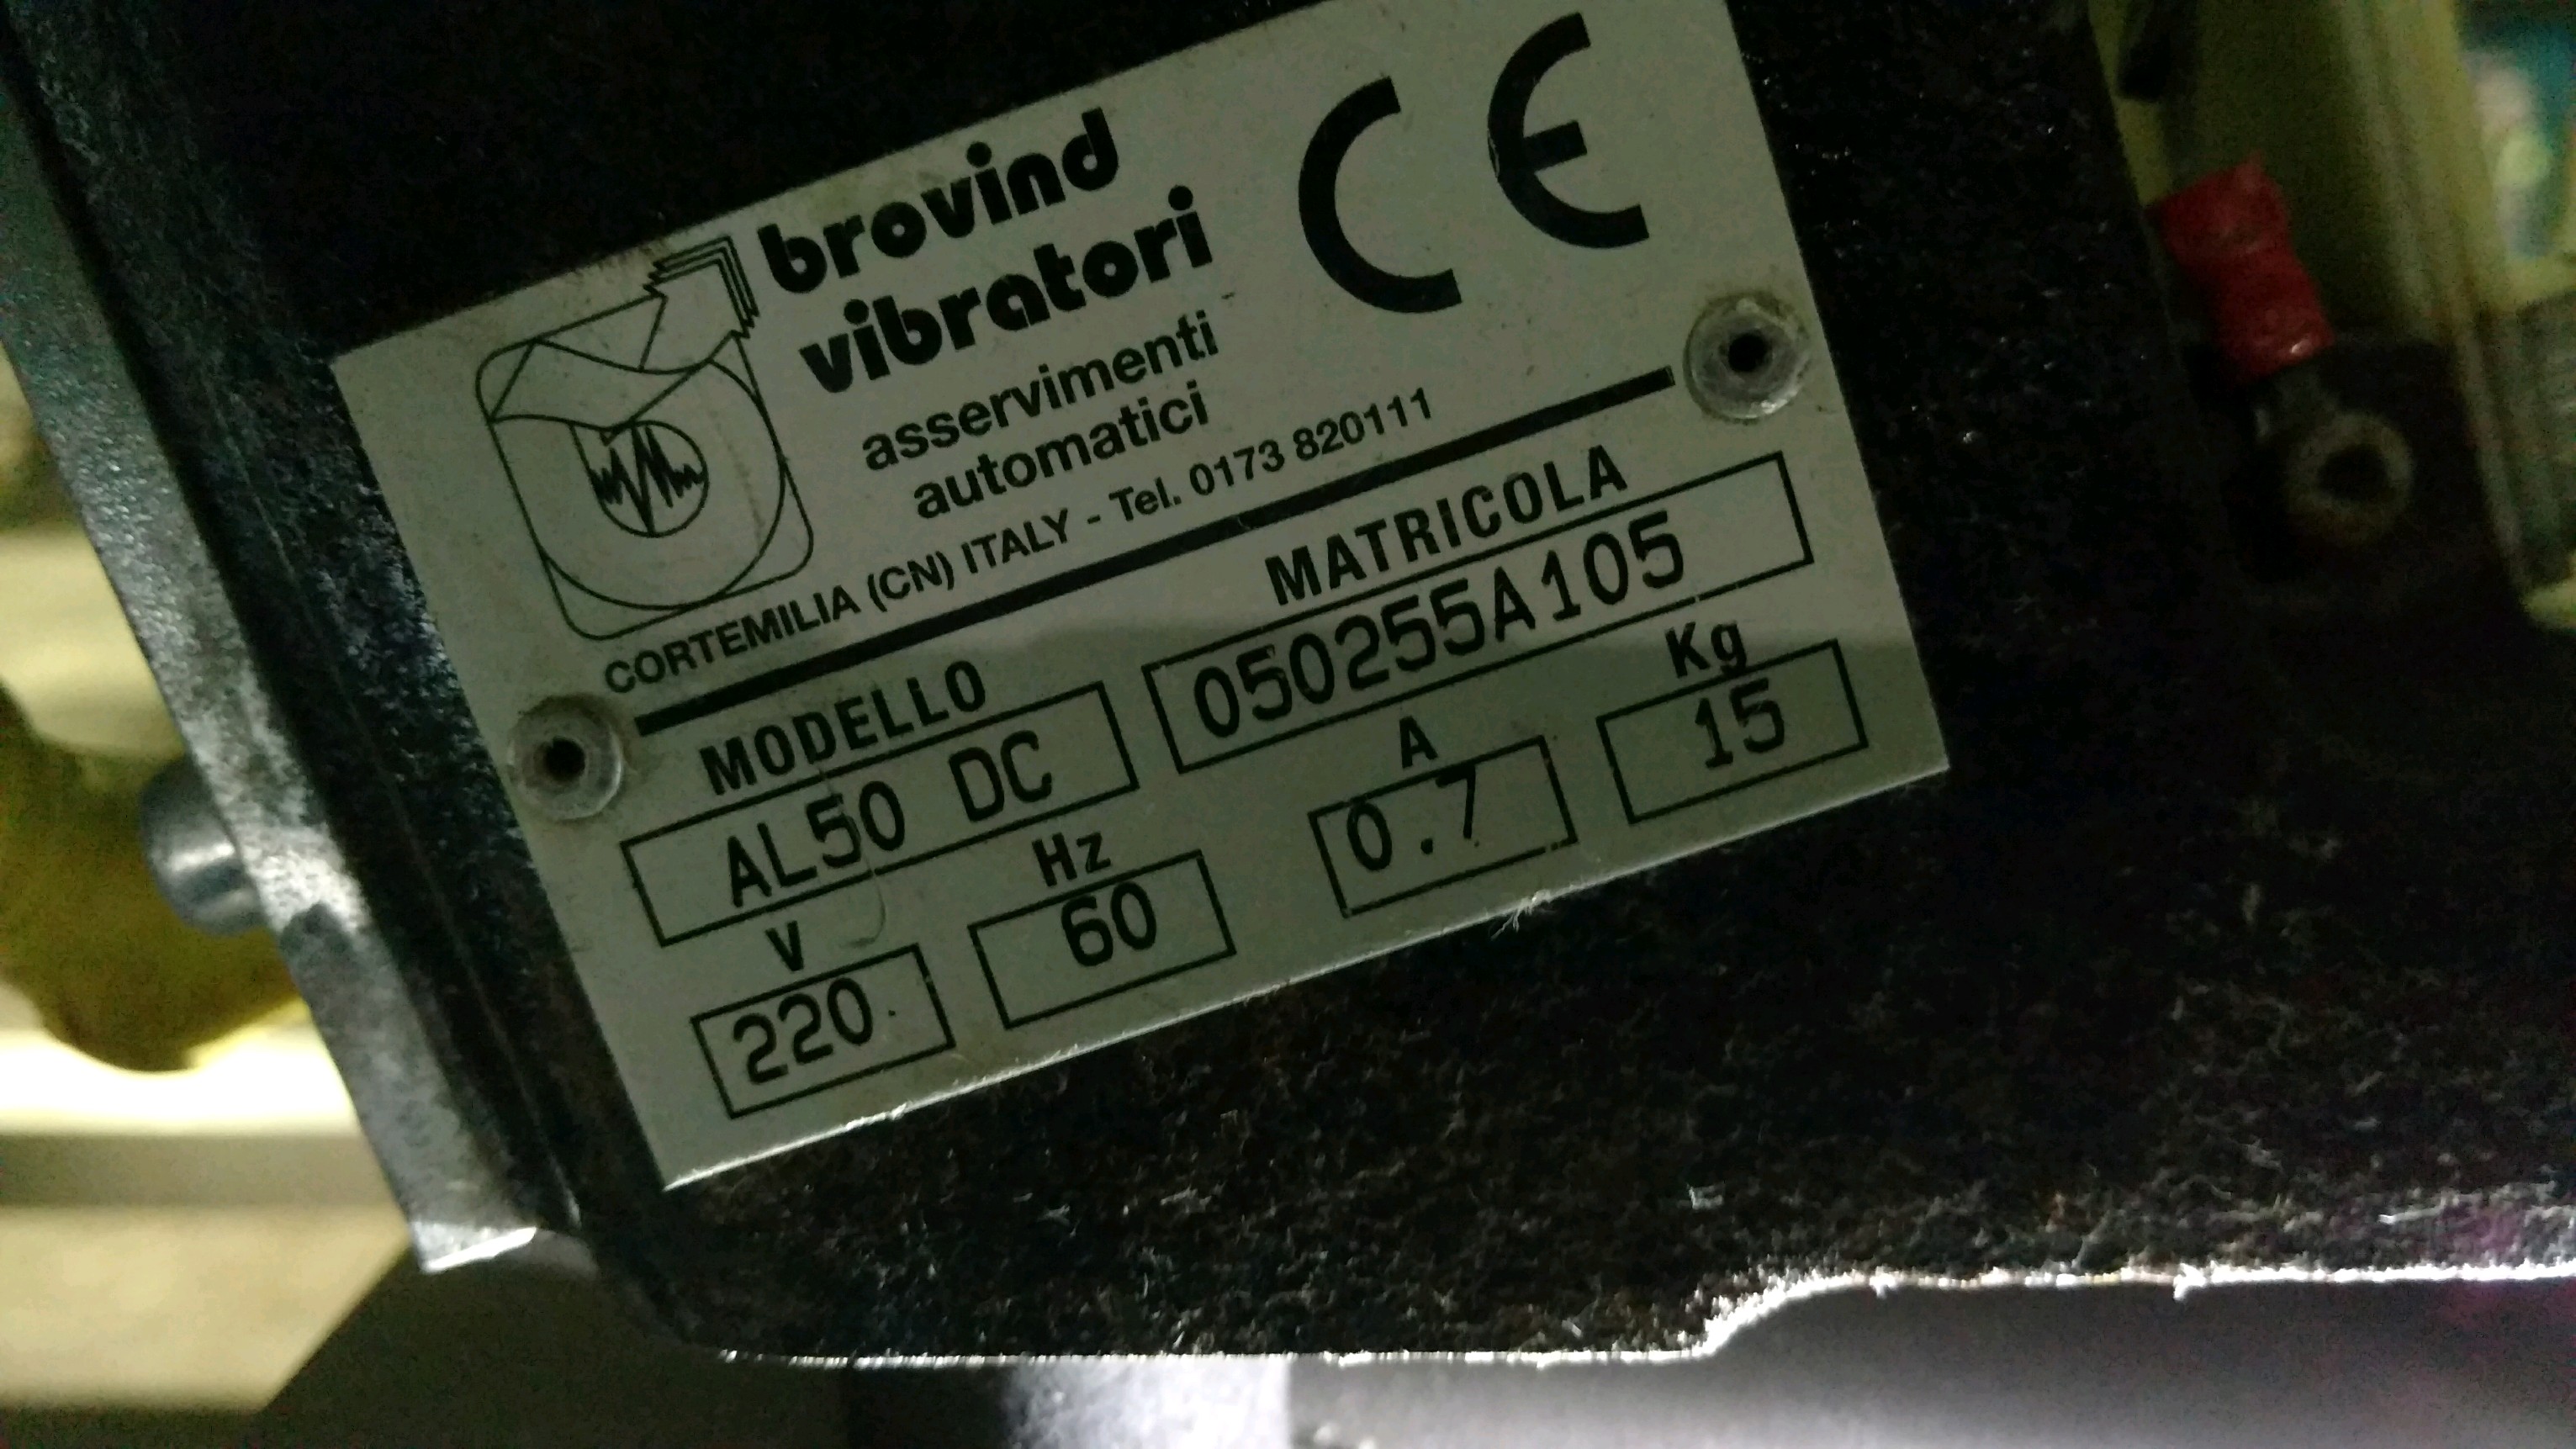 brovind
vibratori
CE
asservimenti
automatici
CORTEMILIA (CN) ITALY - Tel. 0173 820111
MODELLO MATRICOLA
AL50 DC 050255A105
V Hz A Kg
220 60 0.7 15